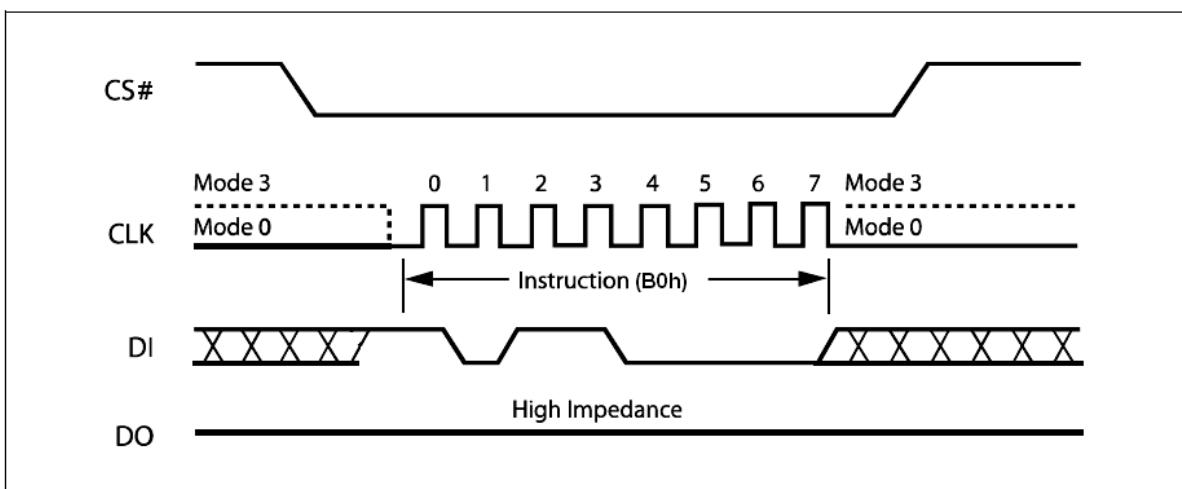 CS#
Mode 3 0 1 2 3 4 5 6 7 Mode 3
CLK Mode 0 Mode 0
Instruction (B0h)
DI
High Impedance
DO